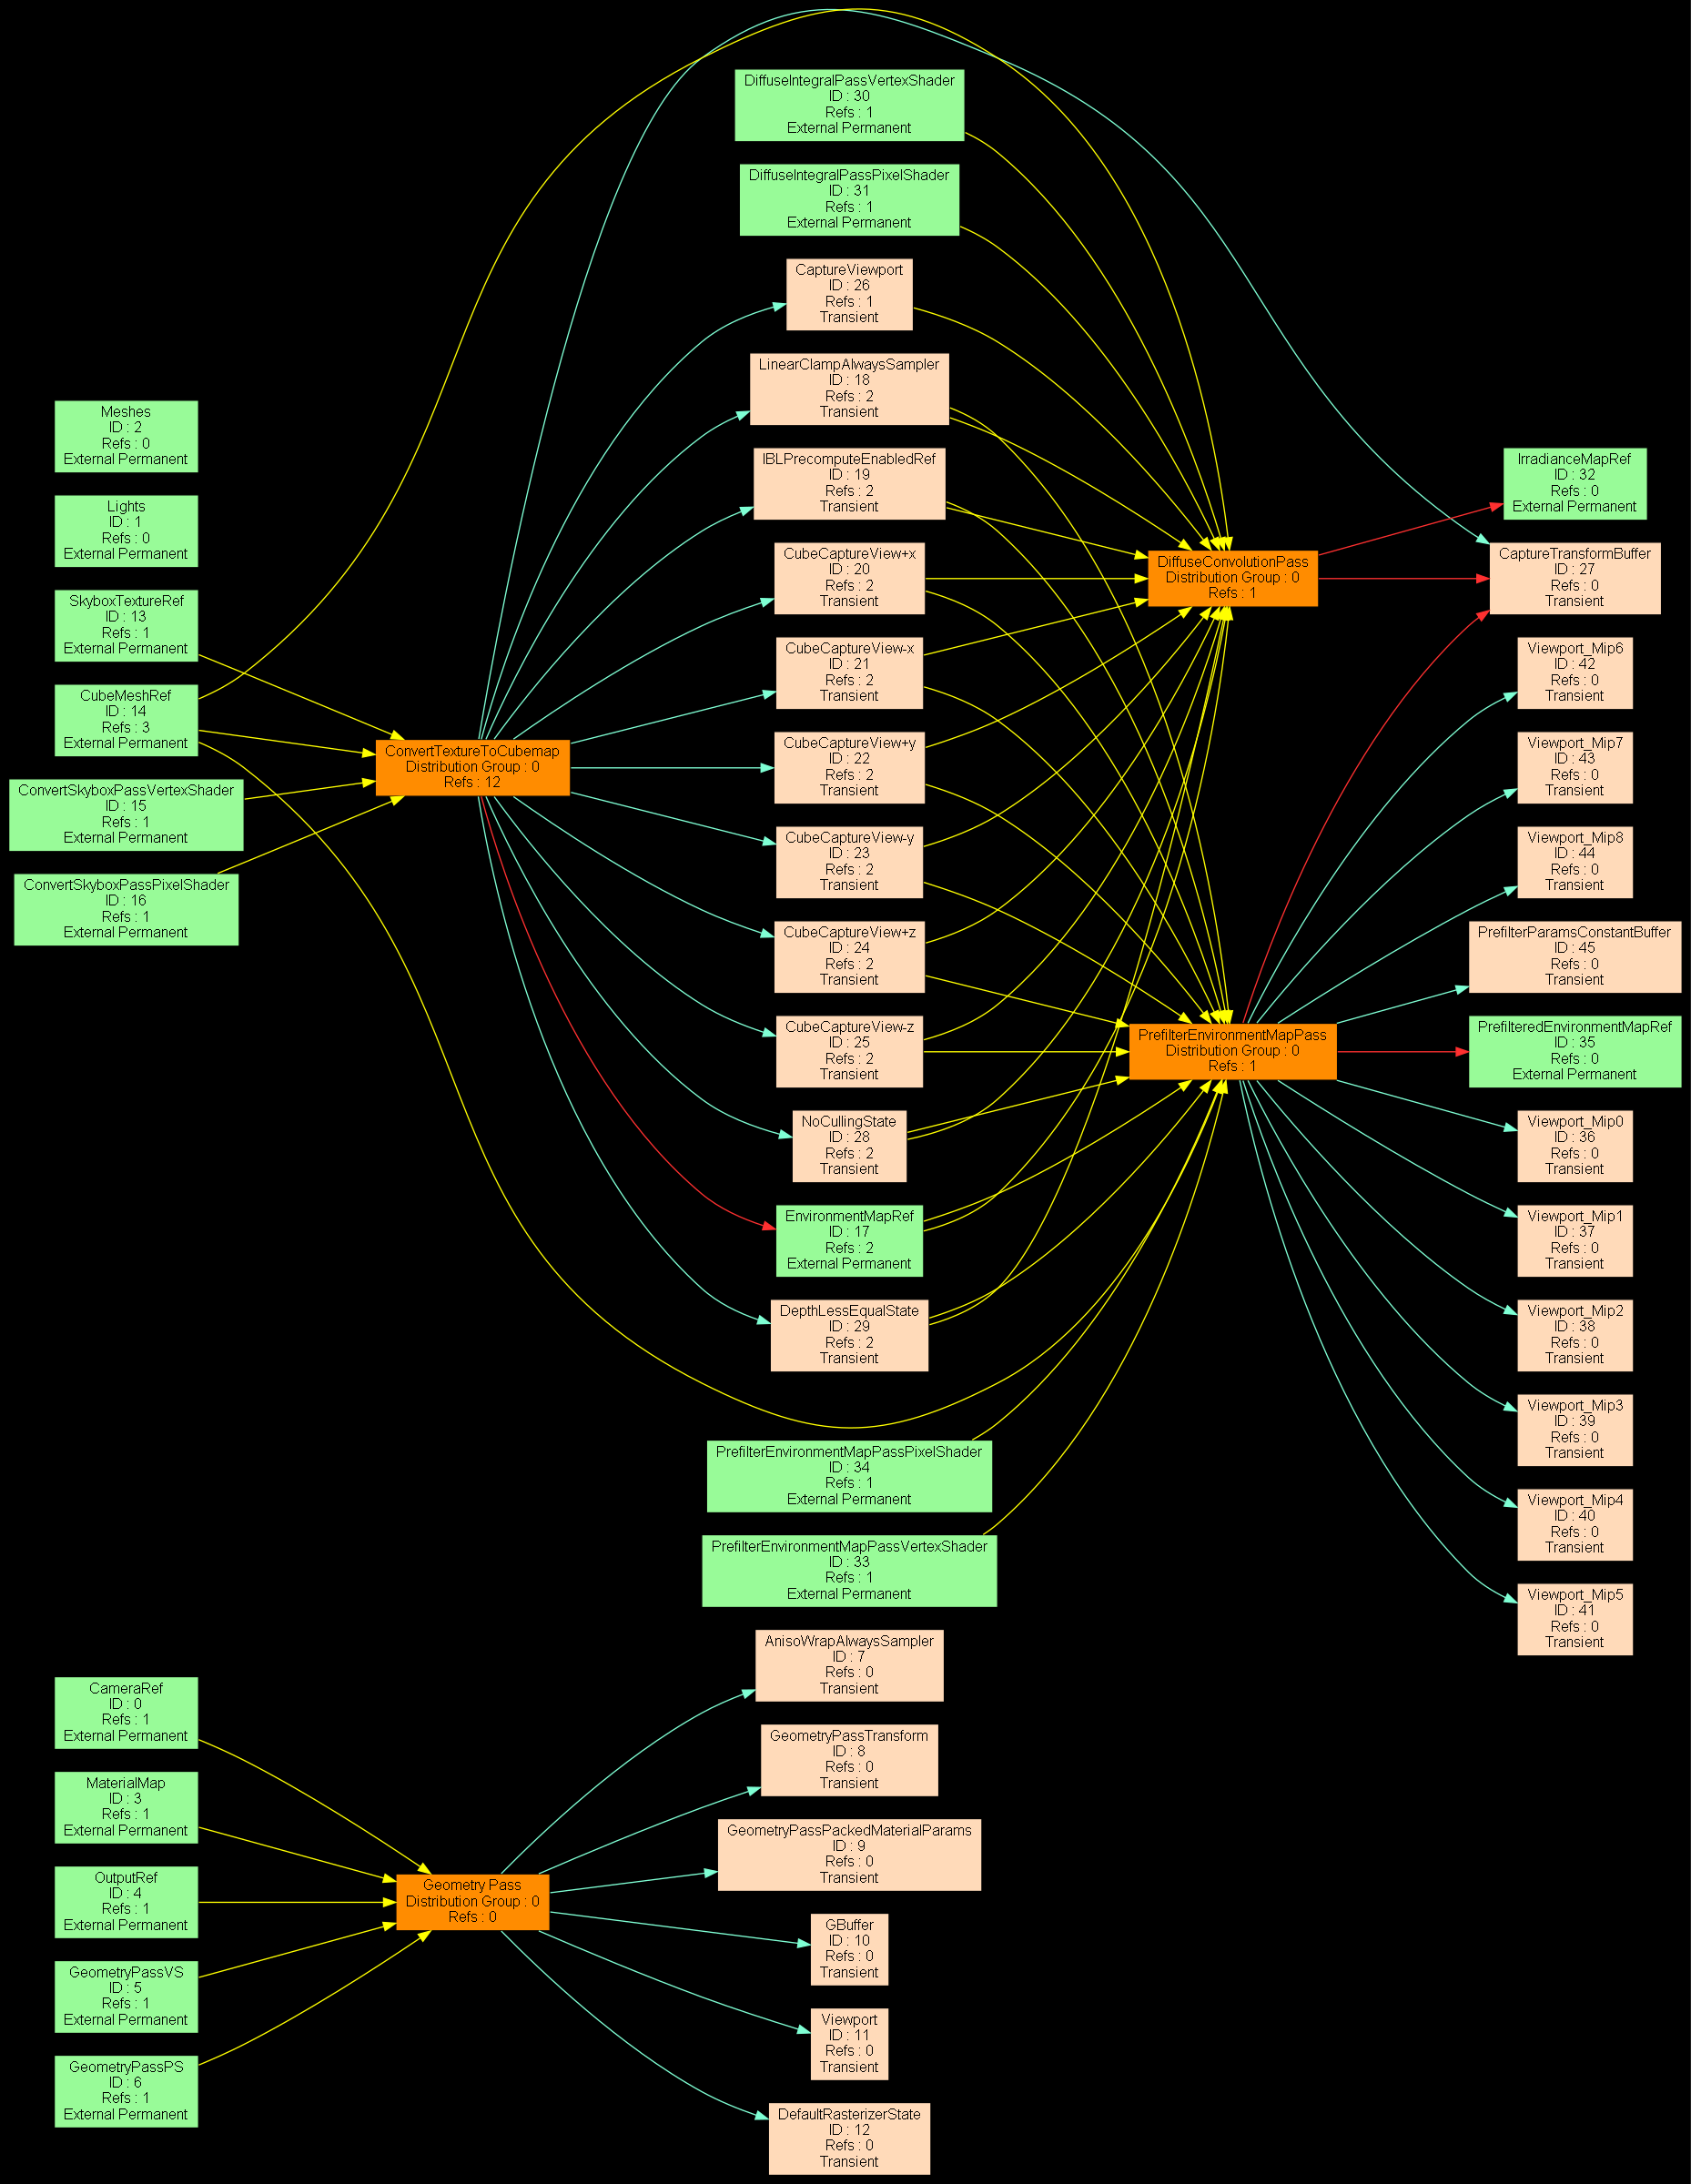 Meshes
ID : 2
Refs : 0
External Permanent
Lights
ID : 1
Refs : 0
External Permanent
SkyboxTextureRef
ID : 13
Refs : 1
External Permanent
CubeMeshRef
ID : 14
Refs : 3
External Permanent
ConvertSkyboxPassVertexShader
ID : 15
Refs : 1
External Permanent
ConvertSkyboxPassPixelShader
ID : 16
Refs : 1
External Permanent
CameraRef
ID : 0
Refs : 1
External Permanent
MaterialMap
ID : 3
Refs : 1
External Permanent
OutputRef
ID : 4
Refs : 1
External Permanent
GeometryPassVS
ID : 5
Refs : 1
External Permanent
GeometryPassPS
ID : 6
Refs : 1
External Permanent
ConvertTextureToCubemap
Distribution Group : 0
Refs : 12
Geometry Pass
Distribution Group : 0
Refs : 0
DiffuseIntegralPassVertexShader
ID : 30
Refs : 1
External Permanent
DiffuseIntegralPassPixelShader
ID : 31
Refs : 1
External Permanent
CaptureViewport
ID : 26
Refs : 1
Transient
LinearClampAlwaysSampler
ID : 18
Refs : 2
Transient
IBLPrecomputeEnabledRef
ID : 19
Refs : 2
Transient
CubeCaptureView+x
ID : 20
Refs : 2
Transient
CubeCaptureView-x
ID : 21
Refs : 2
Transient
CubeCaptureView+y
ID : 22
Refs : 2
Transient
CubeCaptureView-y
ID : 23
Refs : 2
Transient
CubeCaptureView+z
ID : 24
Refs : 2
Transient
CubeCaptureView-z
ID : 25
Refs : 2
Transient
NoCullingState
ID : 28
Refs : 2
Transient
EnvironmentMapRef
ID : 17
Refs : 2
External Permanent
DepthLessEqualState
ID : 29
Refs : 2
Transient
PrefilterEnvironmentMapPassPixelShader
ID : 34
Refs : 1
External Permanent
PrefilterEnvironmentMapPassVertexShader
ID : 33
Refs : 1
External Permanent
AnisoWrapAlwaysSampler
ID : 7
Refs : 0
Transient
GeometryPassTransform
ID : 8
Refs : 0
Transient
GeometryPassPackedMaterialParams
ID : 9
Refs : 0
Transient
GBuffer
ID : 10
Refs : 0
Transient
Viewport
ID : 11
Refs : 0
Transient
DefaultRasterizerState
ID : 12
Refs : 0
Transient
DiffuseConvolutionPass
Distribution Group : 0
Refs : 1
PrefilterEnvironmentMapPass
Distribution Group : 0
Refs : 1
IrradianceMapRef
ID : 32
Refs : 0
External Permanent
CaptureTransformBuffer
ID : 27
Refs : 0
Transient
Viewport_Mip6
ID : 42
Refs : 0
Transient
Viewport_Mip7
ID : 43
Refs : 0
Transient
Viewport_Mip8
ID : 44
Refs : 0
Transient
PrefilterParamsConstantBuffer
ID : 45
Refs : 0
Transient
PrefilteredEnvironmentMapRef
ID : 35
Refs : 0
External Permanent
Viewport_Mip0
ID : 36
Refs : 0
Transient
Viewport_Mip1
ID : 37
Refs : 0
Transient
Viewport_Mip2
ID : 38
Refs : 0
Transient
Viewport_Mip3
ID : 39
Refs : 0
Transient
Viewport_Mip4
ID : 40
Refs : 0
Transient
Viewport_Mip5
ID : 41
Refs : 0
Transient